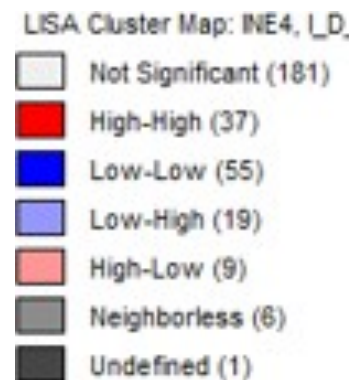 LISA Cluster Map: INE4, I_D_
Not Significant (181)
High-High (37)
Low-Low (55)
Low-High (19)
High-Low (9)
Neighborless (6)
Undefined (1)